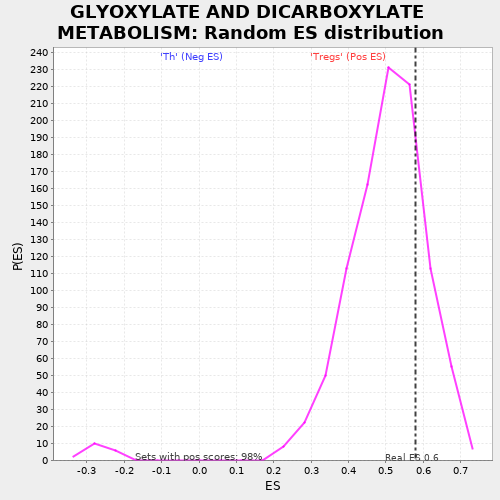 GLYOXYLATE AND DICARBOXYLATE
METABOLISM: Random ES distribution
'Th' (Neg ES)
'Tregs' (Pos ES)
240
230
220
210
200
190
180
170
160
150
140
130
120
110
100
90
80
70
60
50
40
30
20
10
0
P(ES)
Sets with pos scores: 98%
Real ES 0.6
-0.3 -0.2 -0.1 0.0 0.1 0.2 0.3 0.4 0.5 0.6 0.7
ES